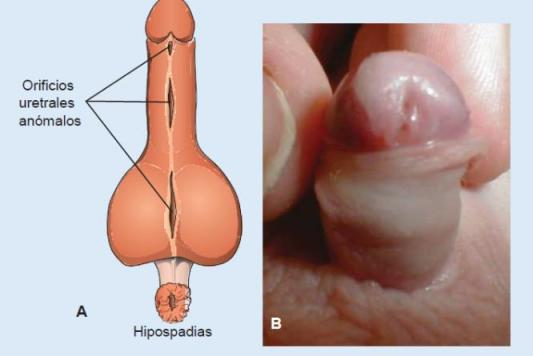 Orificios
uretrales
anómalos
A
Hipospadias
B